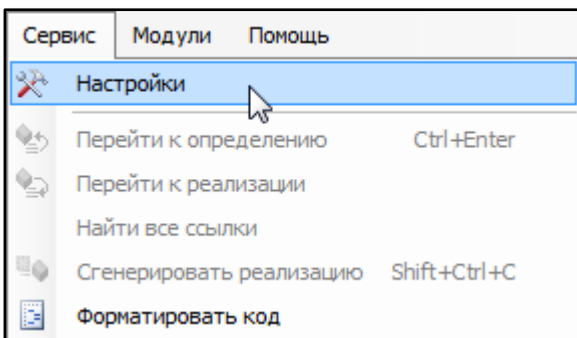 Сервис Модули Помощь
Настройки
Перейти к определению Ctrl+Enter
Перейти к реализации
Найти все ссылки
Сгенерировать реализацию Shift+Ctrl+C
Форматировать код